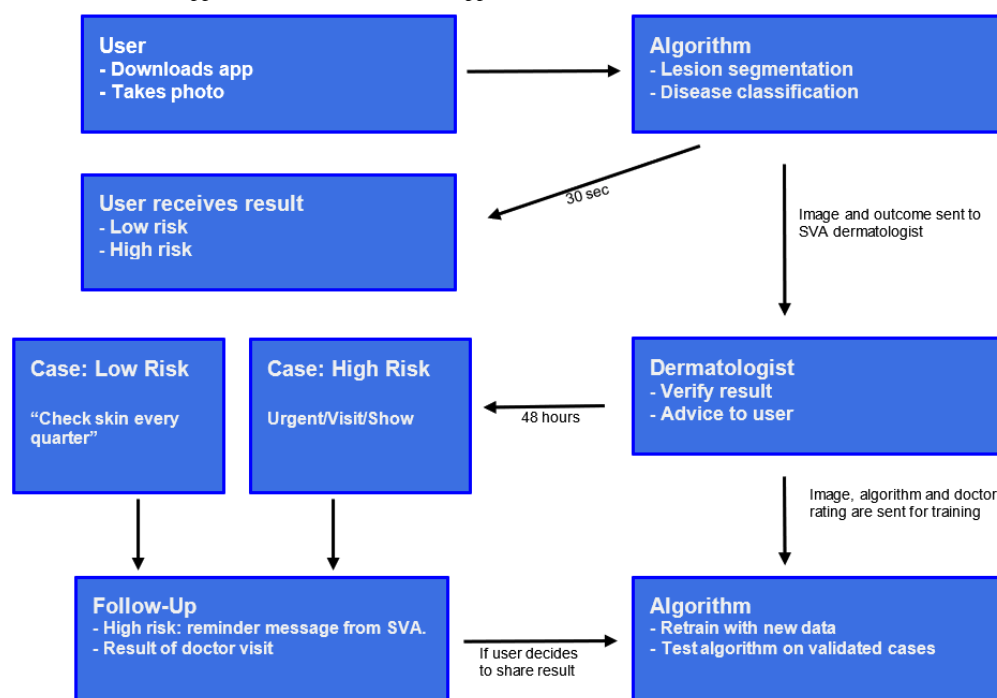 User
- Downloads app
- Takes photo
Algorithm
- Lesion segmentation
- Disease classification
30 sec
User receives result
- Low risk
- High risk
Image and outcome sent to
SVA dermatologist
Case: Low Risk
“Check skin every
quarter”
Case: High Risk
Urgent/Visit/Show
48 hours
Dermatologist
- Verify result
- Advice to user
Image, algorithm and doctor
rating are sent for training
Follow-Up
- High risk: reminder message from SVA.
- Result of doctor visit
If user decides
to share result
Algorithm
- Retrain with new data
- Test algorithm on validated cases